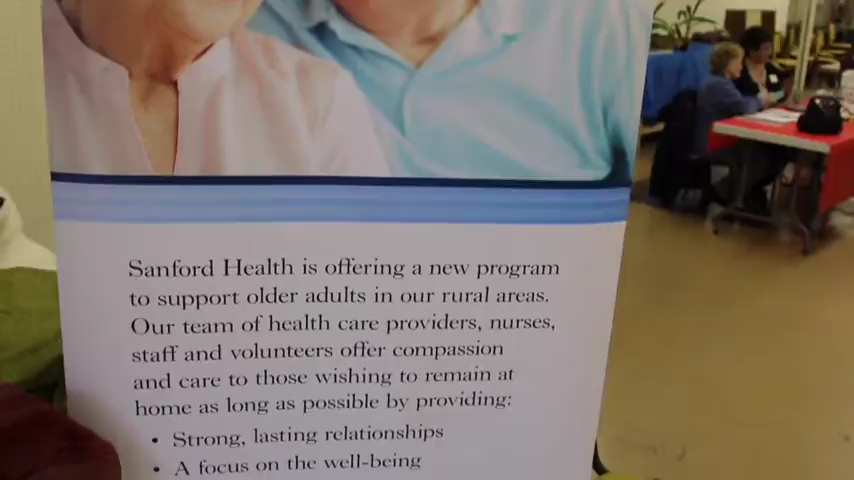 Sanford Health is offering a new program
to support older adults in our rural areas.
Our team of health care providers, nurses,
staff and volunteers offer compassion
and care to those wishing to remain at
home as long as possible by providing:
• Strong, lasting relationships
• A focus on the well-being